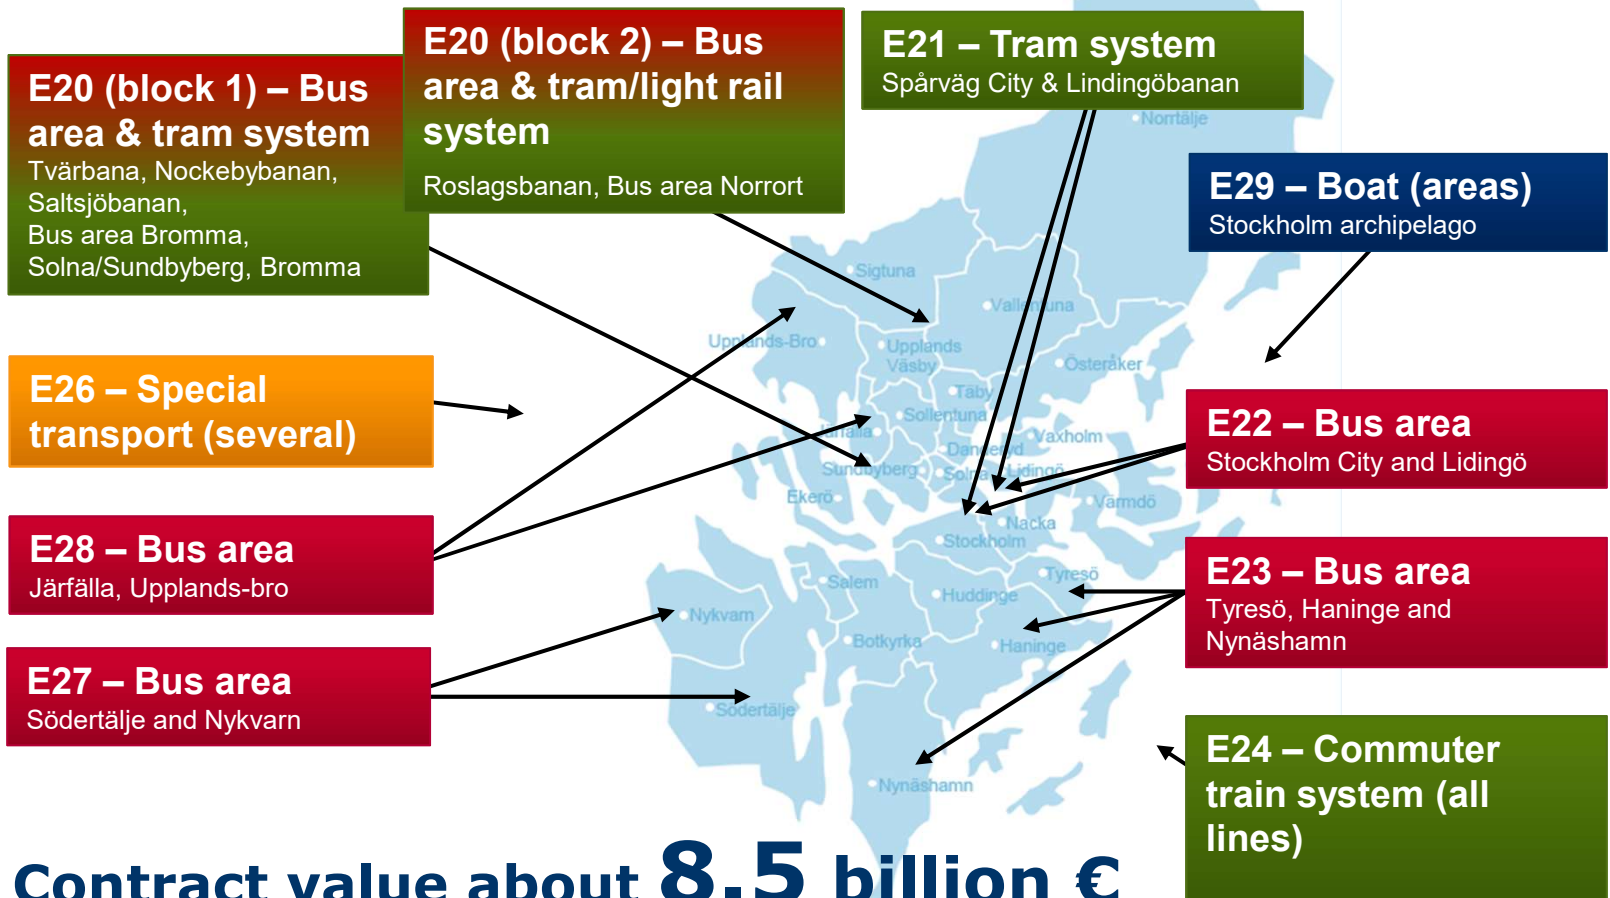 E20 (block 1) – Bus
area & tram system
Tvärbana, Nockebybanan,
Saltsjöbanan,
Bus area Bromma,
Solna/Sundbyberg, Bromma
E20 (block 2) – Bus
area & tram/light rail
system
Roslagsbanan, Bus area Norrort
E21 – Tram system
Spårväg City & Lindingöbanan
E29 – Boat (areas)
Stockholm archipelago
E26 – Special
transport (several)
E28 – Bus area
Järfälla, Upplands-bro
E27 – Bus area
Södertälje and Nykvarn
E22 – Bus area
Stockholm City and Lidingö
E23 – Bus area
Tyresö, Haninge and
Nynäshamn
E24 – Commuter
train system (all
lines)
Norrtälje
Sigtuna
Vallentuna
Upplands-Bro
Upplands
Väsby
Österåker
Täby
Sollentuna
Järfälla
Vaxholm
Danderyd
Sundbyberg
Solna
Lidingö
Ekerö
Värmdö
Nacka
Stockholm
Salem
Tyresö
Huddinge
Nykvarn
Botkyrka
Haninge
Södertälje
Nynäshamn
Contract value about 8.5 billion €